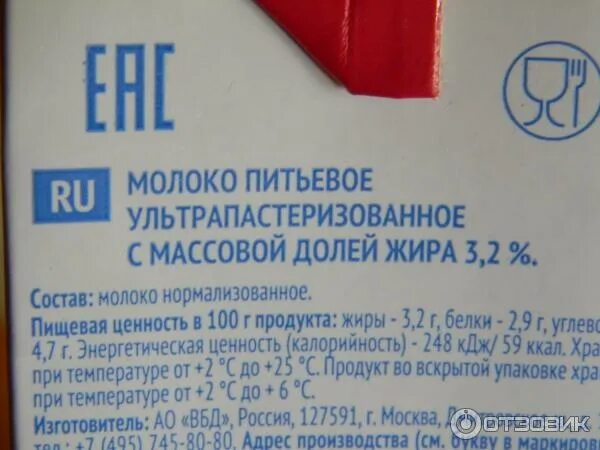 EAC
RU
МОЛОКО ПИТЬЕВОЕ
УЛЬТРАПАСТЕРИЗОВАННОЕ
С МАССОВОЙ ДОЛЕЙ ЖИРА 3,2 %.
Состав: молоко нормализованное.
Пищевая ценность в 100 г продукта: жиры - 3,2 г, белки - 2,9 г, углево
4,7 г. Энергетическая ценность (калорийность) - 248 кДж/ 59 ккал. Хра
при температуре от +2 °C до +25 °C. Продукт во вскрытой упаковке хра
при температуре от +2 °C до + 6 °C.
Изготовитель: АО «ВБД», Россия, 127591, г. Москва,
тел.: +7 (495) 745-80-80. Адрес производства (см. букву в маркиров
ОТЗОВИК